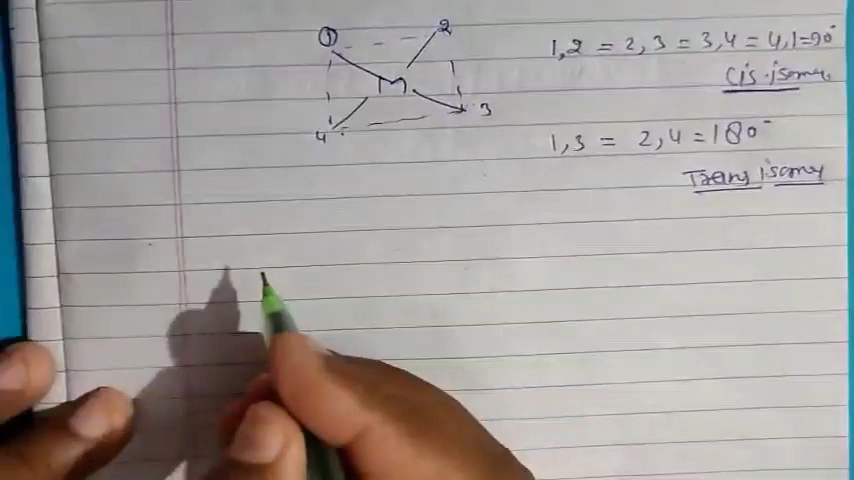 1 2
M
4 3
1,2 = 2,3 = 3,4 = 4,1=90°
Cis-isomer
1,3 = 2,4 = 180°
Trans isomer